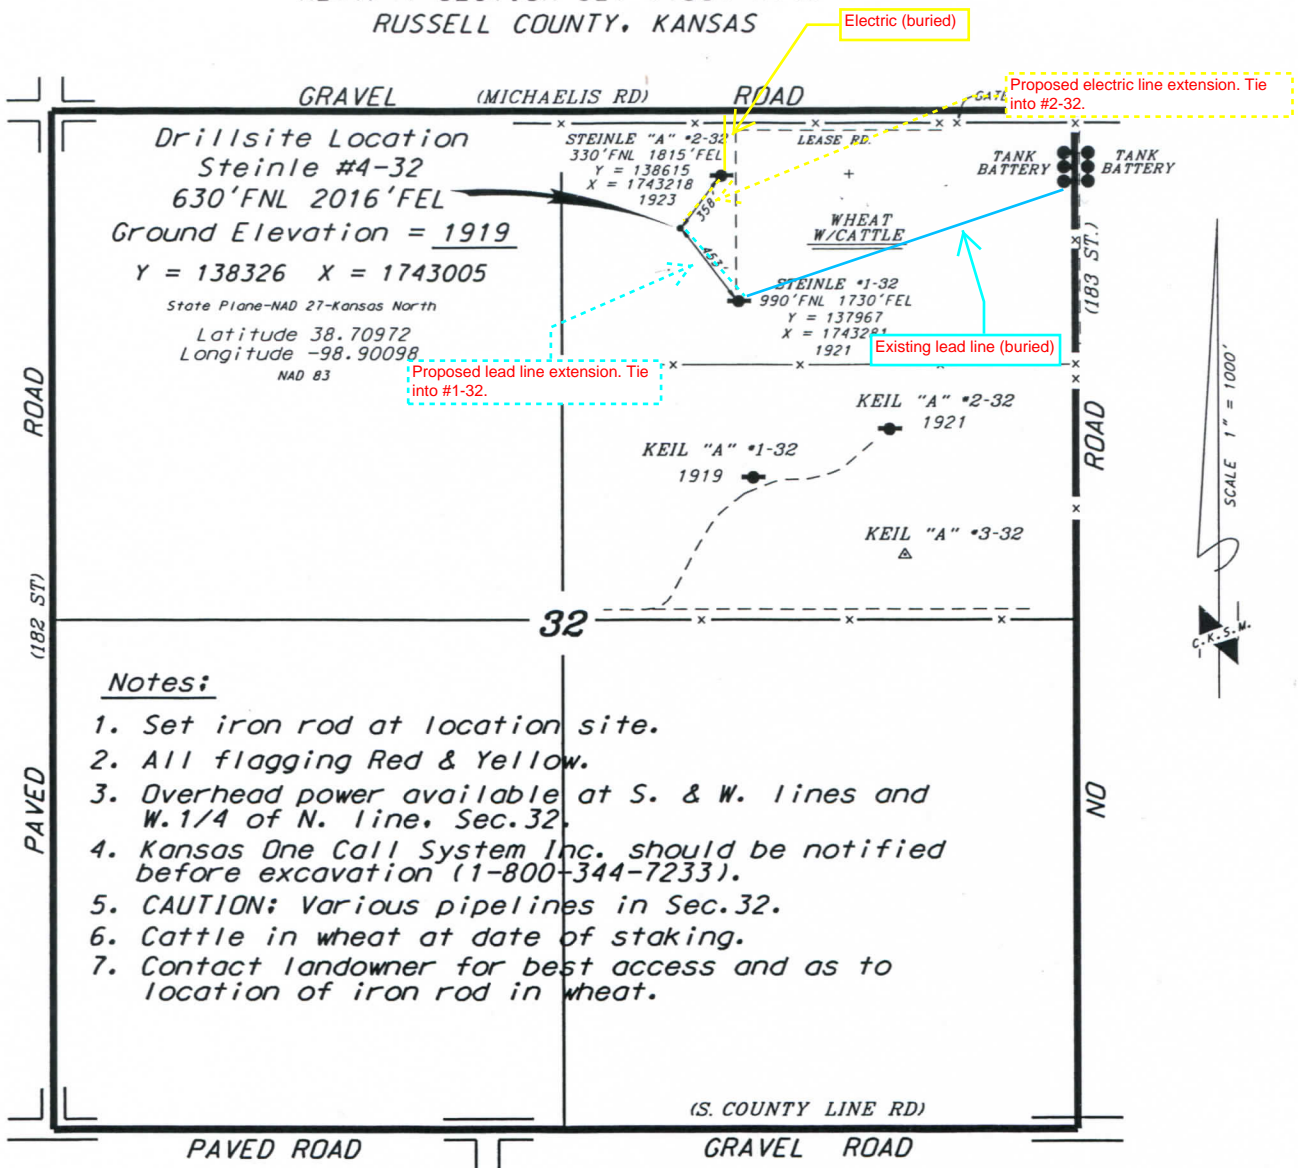 RUSSELL COUNTY, KANSAS
Electric (buried)
GRAVEL (MICHAELIS RD) ROAD
GATE
Proposed electric line extension. Tie
into #2-32.
Drillsite Location
Steinle #4-32
630'FNL 2016'FEL
Ground Elevation = 1919
Y = 138326 X = 1743005
State Plane-NAD 27-Kansas North
Latitude 38.70972
Longitude -98.90098
NAD 83
STEINLE "A" #2-32
330'FNL 1815'FEL
Y = 138615
X = 1743218
1923
LEASE RD.
TANK
BATTERY
TANK
BATTERY
358'
WHEAT
W/CATTLE
453'
STEINLE #1-32
990'FNL 1730'FEL
Y = 137967
X = 1743281
1921
Existing lead line (buried)
Proposed lead line extension. Tie
into #1-32.
(183 ST.)
ROAD
NO
KEIL "A" #2-32
1921
KEIL "A" #1-32
1919
KEIL "A" #3-32
SCALE 1" = 1000'
C.K.S.M.
ROAD
(182 ST)
PAVED
32
Notes:
1. Set iron rod at location site.
2. All flagging Red & Yellow.
3. Overhead power available at S. & W. lines and
W.1/4 of N. line, Sec.32.
4. Kansas One Call System Inc. should be notified
before excavation (1-800-344-7233).
5. CAUTION: Various pipelines in Sec.32.
6. Cattle in wheat at date of staking.
7. Contact landowner for best access and as to
location of iron rod in wheat.
(S. COUNTY LINE RD)
PAVED ROAD
GRAVEL ROAD